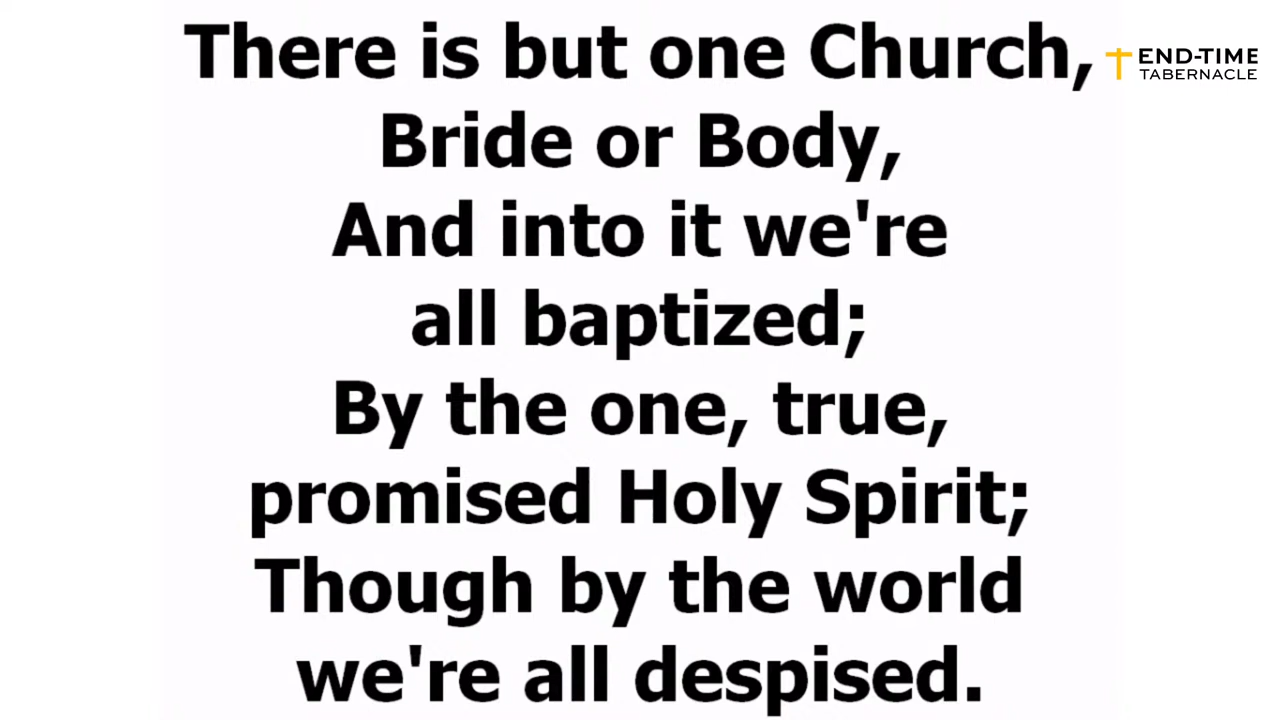 There is but one Church,
Bride or Body,
And into it we're
all baptized;
By the one, true,
promised Holy Spirit;
Though by the world
we're all despised.
END-TIME
TABERNACLE